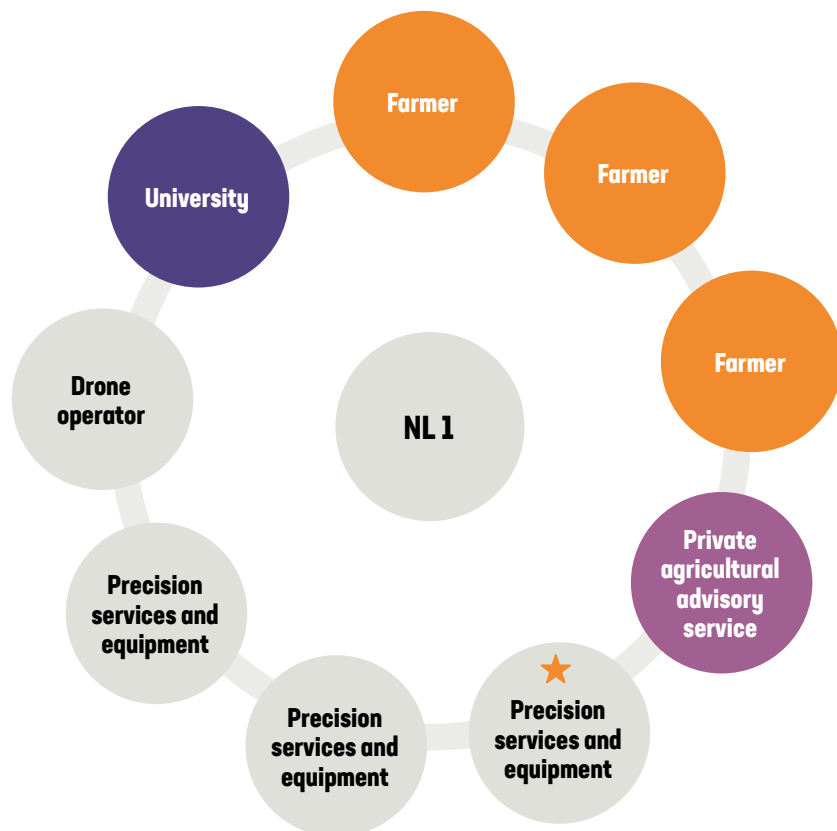 Farmer
Farmer
University
Farmer
Drone
operator
NL 1
Private
agricultural
advisory
service
Precision
services and
equipment
Precision
services and
equipment
Precision
services and
equipment